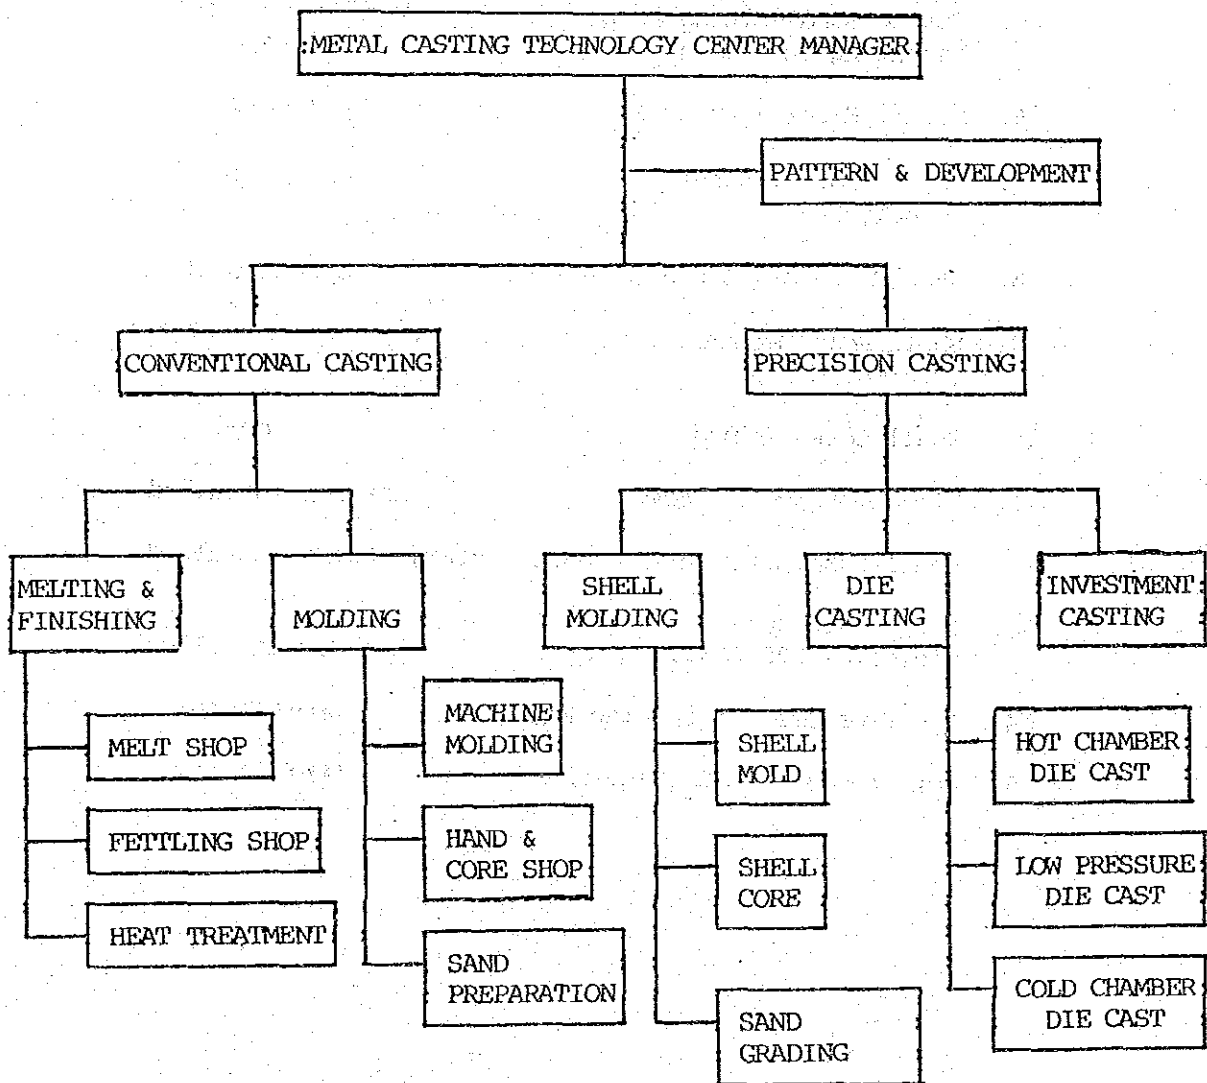 :METAL CASTING TECHNOLOGY CENTER MANAGER
PATTERN & DEVELOPMENT
CONVENTIONAL CASTING
PRECISION CASTING
MELTING &
FINISHING
MOLDING
SHELL
MOLDING
DIE
CASTING
INVESTMENT
CASTING
MELT SHOP
FETTLING SHOP
HEAT TREATMENT
MACHINE
MOLDING
HAND &
CORE SHOP
SAND
PREPARATION
SHELL
MOLD
SHELL
CORE
SAND
GRADING
HOT CHAMBER
DIE CAST
LOW PRESSURE
DIE CAST
COLD CHAMBER
DIE CAST